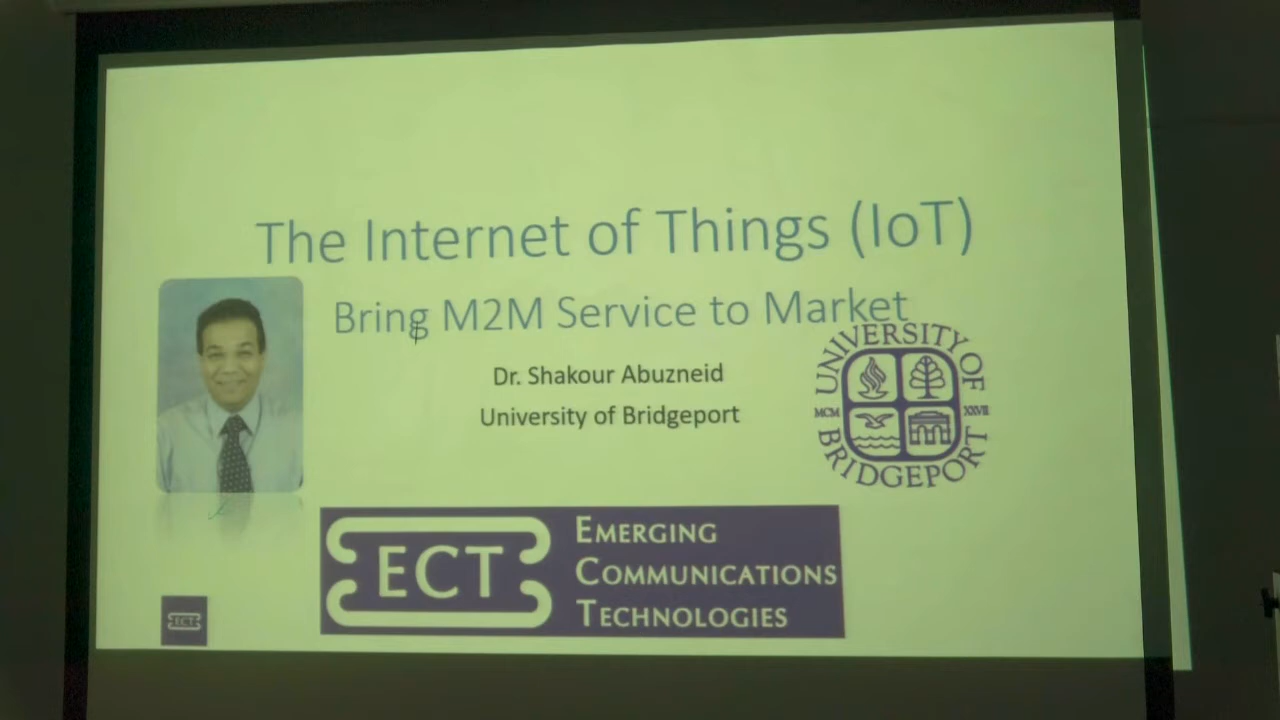 The Internet of Things (IoT)
Bring M2M Service to Market
Dr. Shakour Abuzneid
University of Bridgeport
UNIVERSITY OF
MCM XXVII
BRIDGEPORT
ECT
EMERGING
COMMUNICATIONS
TECHNOLOGIES
ECT